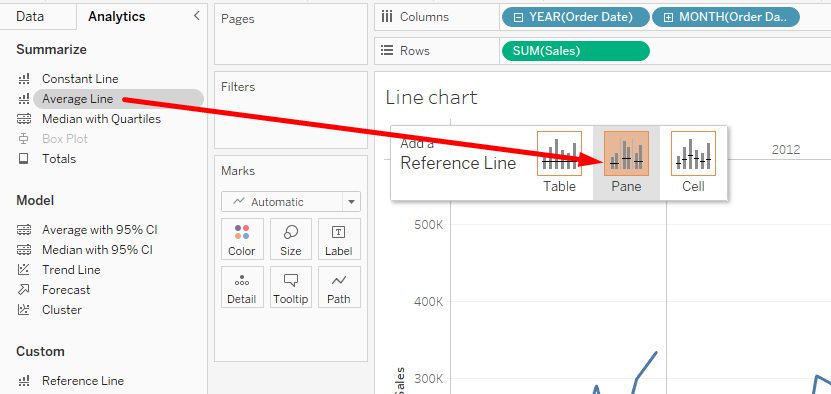 Data
Analytics
Summarize
Constant Line
Average Line
Median with Quartiles
Box Plot
Totals
Model
Average with 95% CI
Median with 95% CI
Trend Line
Forecast
Cluster
Custom
Reference Line
Pages
Filters
Marks
Automatic
Color Size Label
Detail Tooltip Path
Columns YEAR(Order Date) MONTH(Order Da..
Rows SUM(Sales)
Line chart
Add a
Reference Line
Table Pane Cell
2012
500K
400K
300K
Sales